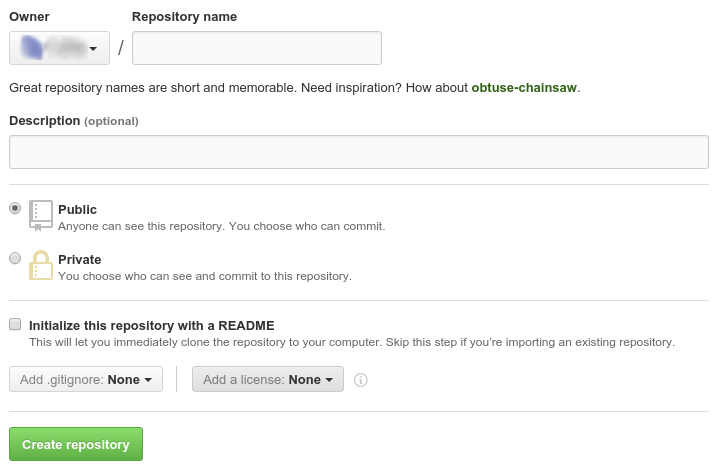 Owner Repository name
/
Great repository names are short and memorable. Need inspiration? How about obtuse-chainsaw.
Description (optional)
Public
Anyone can see this repository. You choose who can commit.
Private
You choose who can see and commit to this repository.
Initialize this repository with a README
This will let you immediately clone the repository to your computer. Skip this step if you’re importing an existing repository.
Add .gitignore: None Add a license: None
Create repository